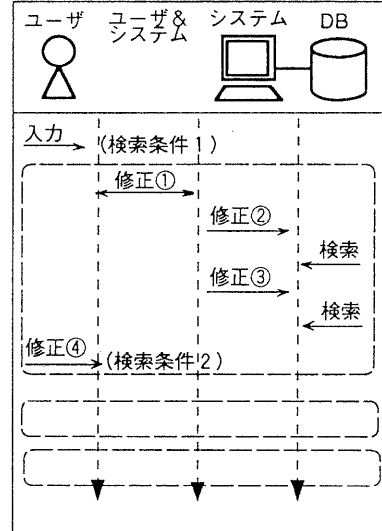 ユーザ ユーザ& システム DB
システム
入力 (検索条件1)
修正①
修正②
検索
修正③
検索
修正④ (検索条件2)